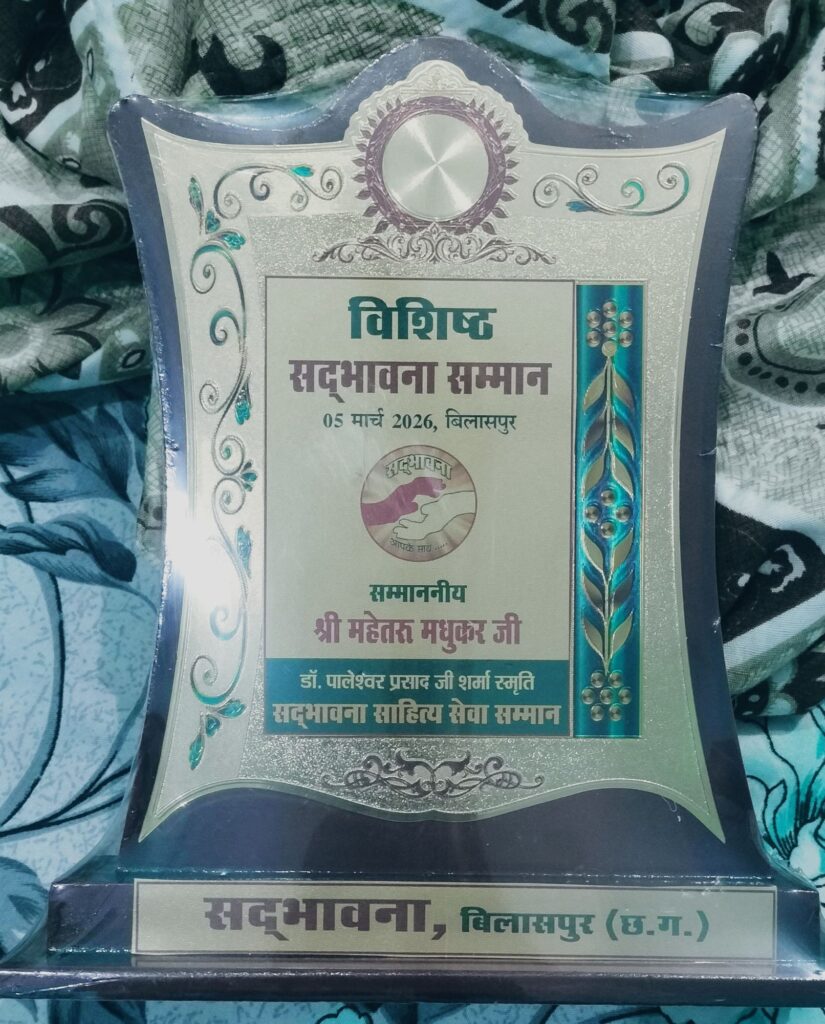 विशिष्ठ
सद्‌भावना सम्मान
05 मार्च 2026, बिलासपुर
सद्‌भावना
आपके साथ .....
सम्माननीय
श्री महेतरू मधुकर जी
डॉ. पालेश्वर प्रसाद जी शर्मा स्मृति
सद्‌भावना साहित्य सेवा सम्मान
सद्‌भावना, बिलासपुर (छ.ग.)